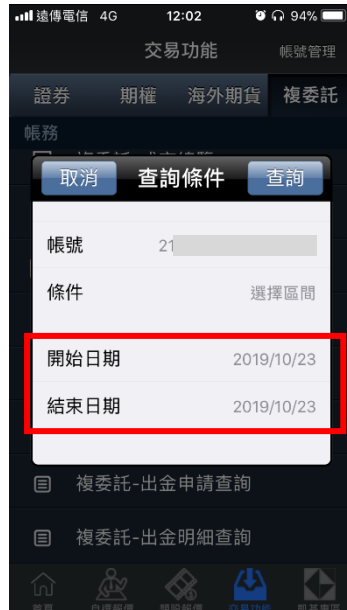 遠傳電信 4G 12:02 94%
交易功能 帳號管理
證券 期權 海外期貨 複委託
帳務
取消 查詢條件 查詢
帳號 21
條件 選擇區間
開始日期 2019/10/23
結束日期 2019/10/23
複委託-出金申請查詢
複委託-出金明細查詢